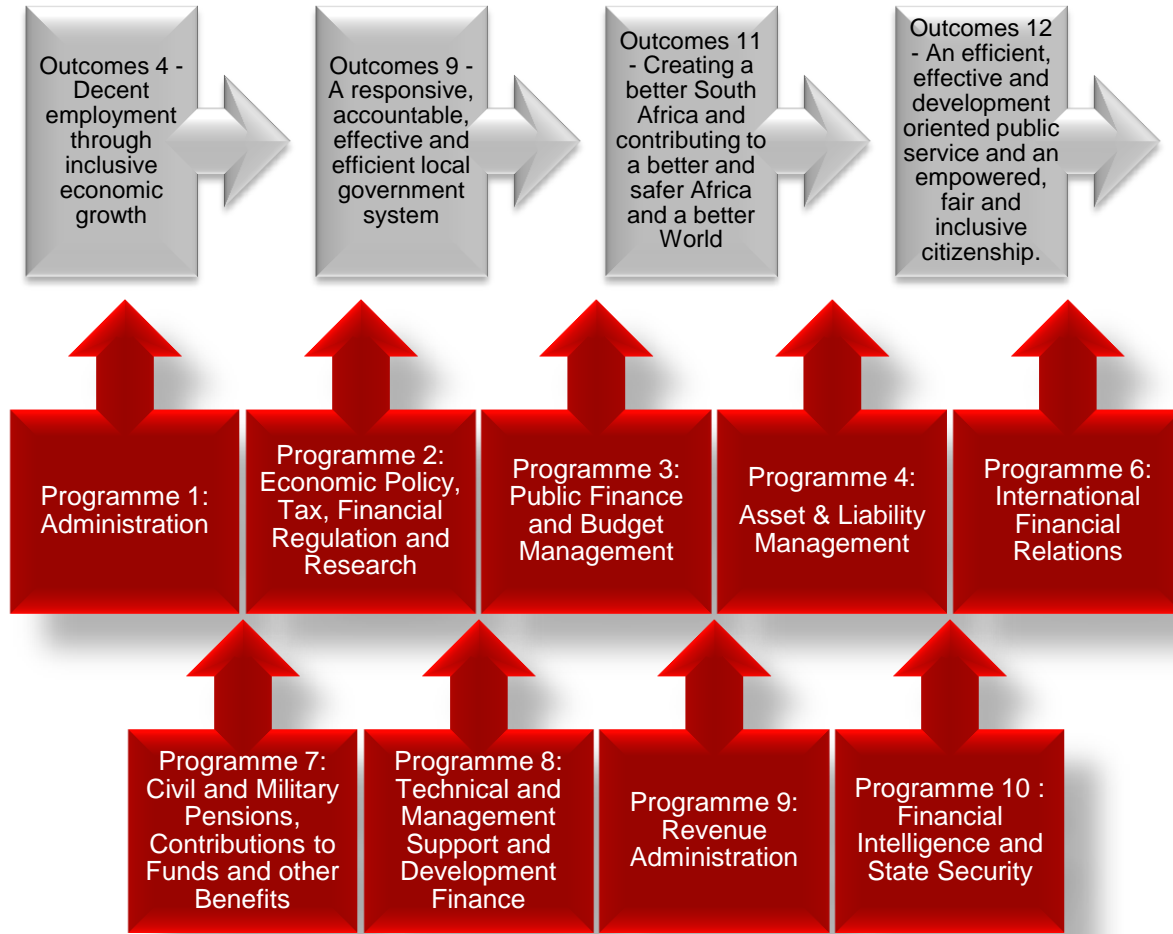 Outcomes 4 -
Decent
employment
through
inclusive
economic
growth
Outcomes 9 -
A responsive,
accountable,
effective and
efficient local
government
system
Outcomes 11
- Creating a
better South
Africa and
contributing to
a better and
safer Africa
and a better
World
Outcomes 12
- An efficient,
effective and
development
oriented public
service and an
empowered,
fair and
inclusive
citizenship.
Programme 1:
Administration
Programme 2:
Economic Policy,
Tax, Financial
Regulation and
Research
Programme 3:
Public Finance
and Budget
Management
Programme 4:
Asset & Liability
Management
Programme 6:
International
Financial
Relations
Programme 7:
Civil and Military
Pensions,
Contributions to
Funds and other
Benefits
Programme 8:
Technical and
Management
Support and
Development
Finance
Programme 9:
Revenue
Administration
Programme 10 :
Financial
Intelligence and
State Security